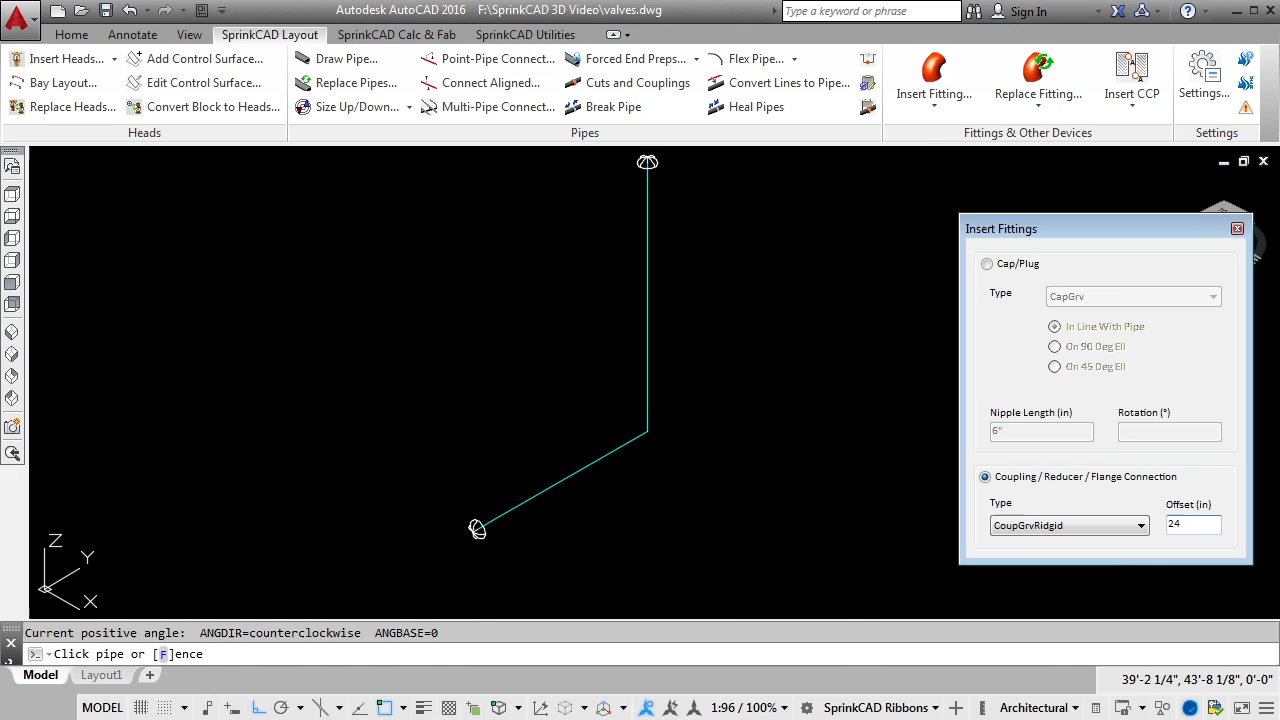 Autodesk AutoCAD 2016 F:\SprinkCAD 3D Video\valves.dwg
Type a keyword or phrase
Sign In
Home Annotate View SprinkCAD Layout SprinkCAD Calc & Fab SprinkCAD Utilities
Insert Heads... Add Control Surface...
Bay Layout... Edit Control Surface...
Replace Heads... Convert Block to Heads...
Heads
Draw Pipe... Point-Pipe Connect... Forced End Preps... Flex Pipe...
Replace Pipes... Connect Aligned... Cuts and Couplings Convert Lines to Pipe...
Size Up/Down... Multi-Pipe Connect... Break Pipe Heal Pipes
Pipes
Insert Fitting... Replace Fitting... Insert CCP
Fittings & Other Devices
Settings...
Settings
Insert Fittings
Cap/Plug
Type CapGrv
In Line With Pipe
On 90 Deg Ell
On 45 Deg Ell
Nipple Length (in) Rotation (°)
6"
Coupling / Reducer / Flange Connection
Type Offset (in)
CoupGrvRidgid 24
Z
Y
X
Current positive angle: ANGDIR=counterclockwise ANGBASE=0
Click pipe or [F]ence
Model Layout1 +
39'-2 1/4", 43'-8 1/8", 0'-0"
MODEL 1:96 / 100% SprinkCAD Ribbons Architectural